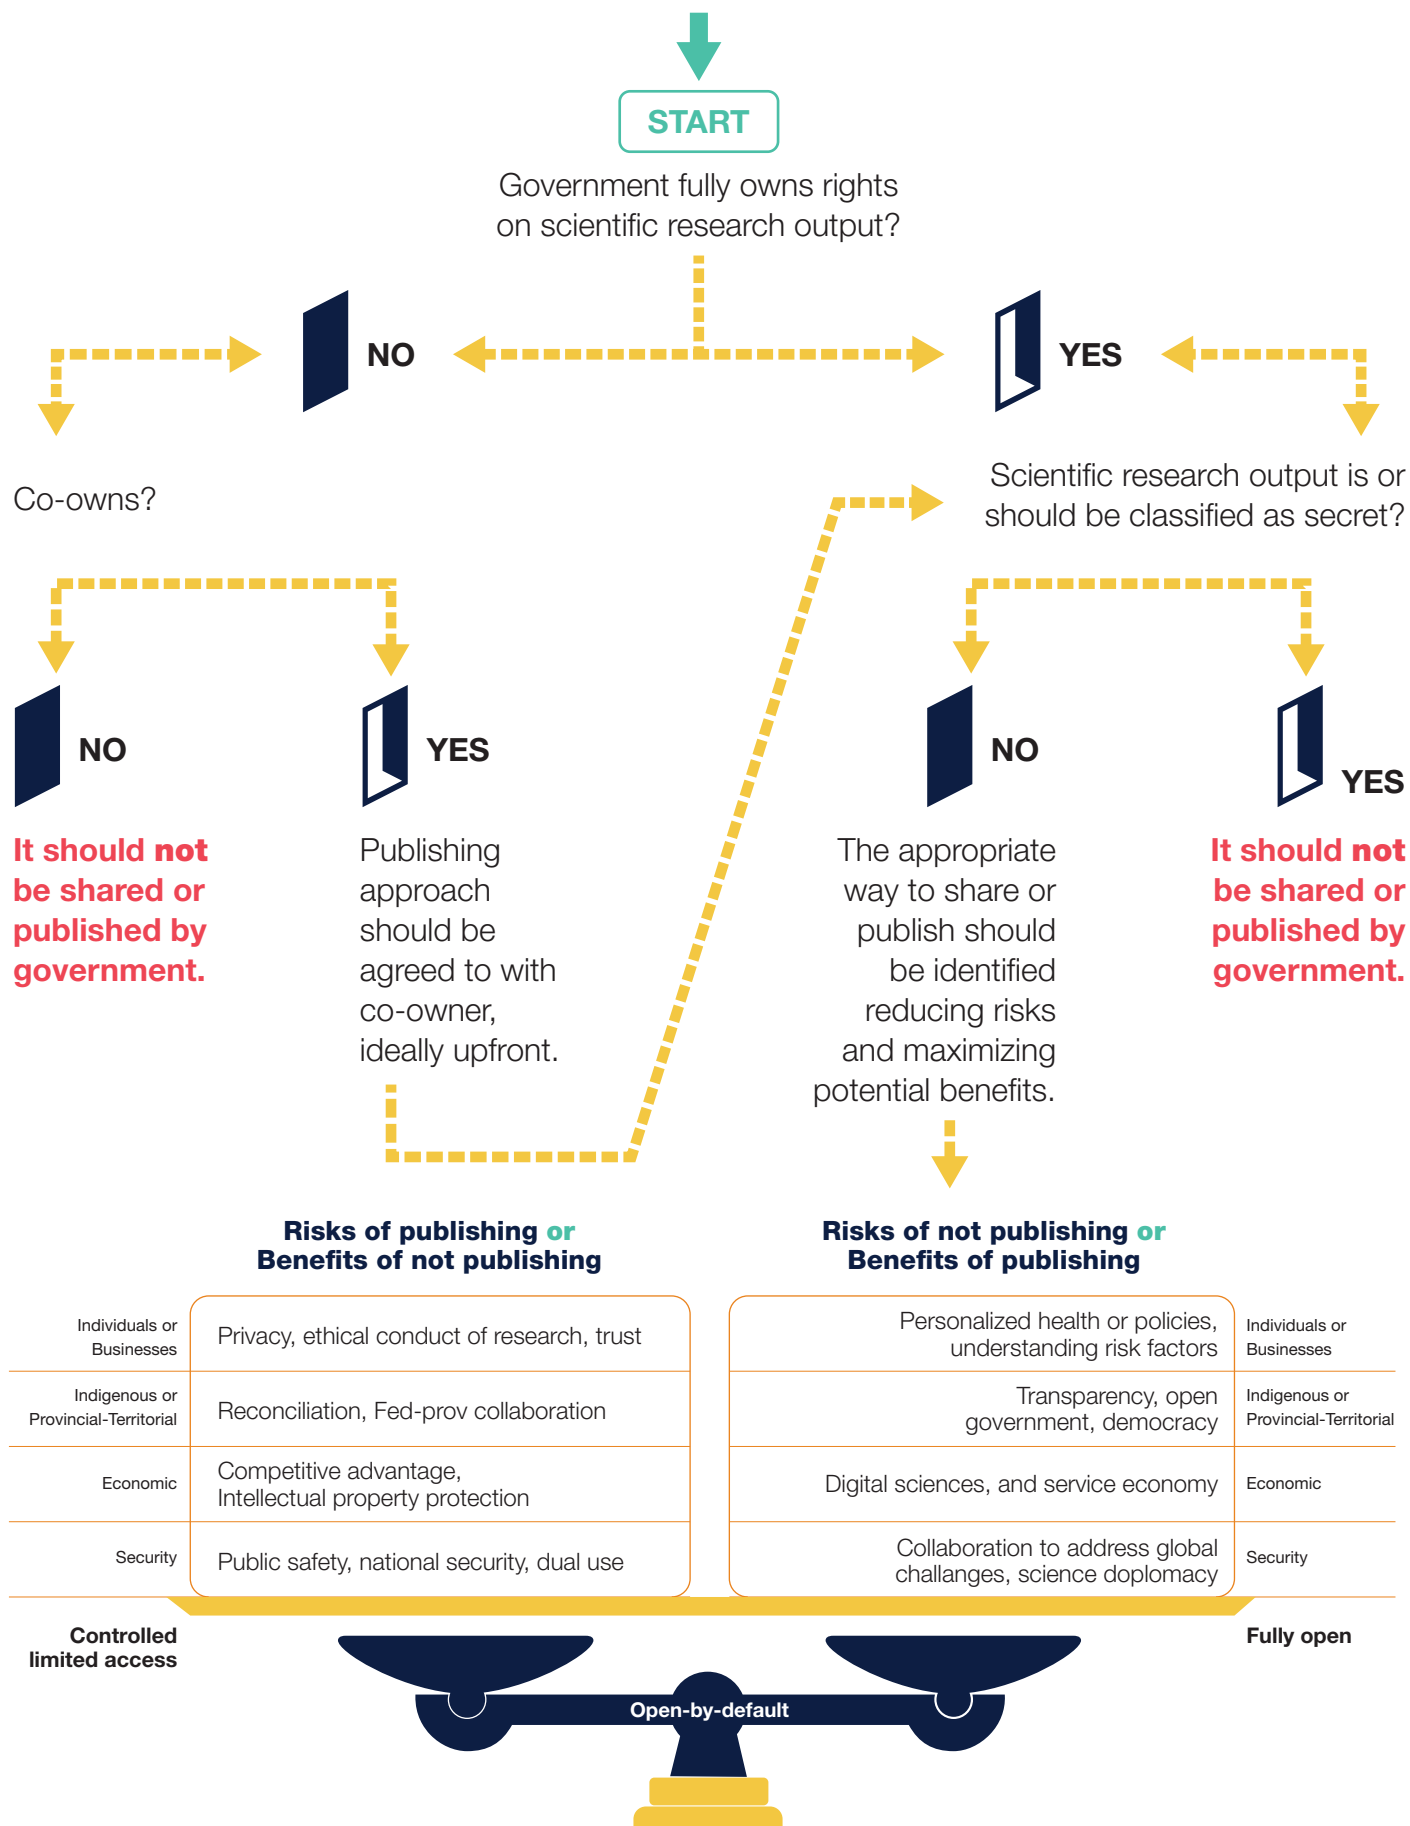 START
Government fully owns rights
on scientific research output?
NO
YES
Co-owns?
Scientific research output is or
should be classified as secret?
NO
YES
NO
YES
It should not
be shared or
published by
government.
Publishing
approach
should be
agreed to with
co-owner,
ideally upfront.
The appropriate
way to share or
publish should
be identified
reducing risks
and maximizing
potential benefits.
It should not
be shared or
published by
government.
Risks of publishing or
Benefits of not publishing
Risks of not publishing or
Benefits of publishing
Individuals or
Businesses
Privacy, ethical conduct of research, trust
Personalized health or policies,
understanding risk factors
Individuals or
Businesses
Indigenous or
Provincial-Territorial
Reconciliation, Fed-prov collaboration
Transparency, open
government, democracy
Indigenous or
Provincial-Territorial
Economic
Competitive advantage,
Intellectual property protection
Digital sciences, and service economy
Economic
Security
Public safety, national security, dual use
Collaboration to address global
challanges, science doplomacy
Security
Controlled
limited access
Fully open
Open-by-default